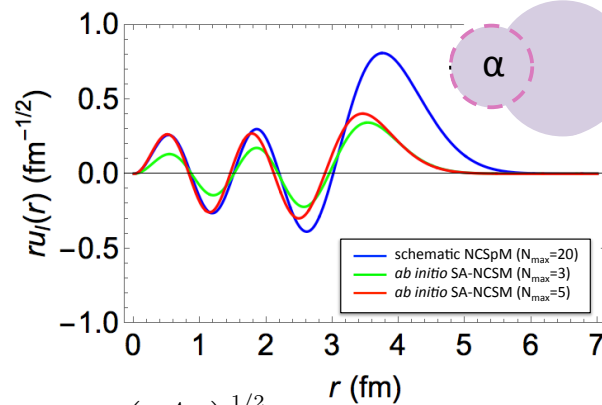 1.0
α
0.5
0.0
−0.5
−1.0
ru_l(r) (fm^{−1/2})
schematic NCSpM (N_max=20)
ab initio SA-NCSM (N_max=3)
ab initio SA-NCSM (N_max=5)
0 1 2 3 4 5 6 7
r (fm)
1/2